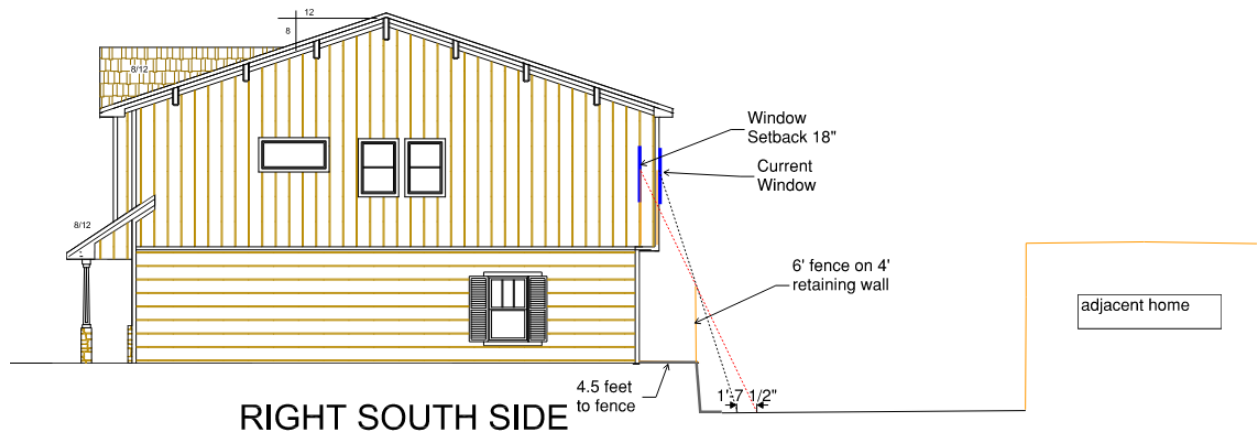 12
8
8/12
Window
Setback 18"
Current
Window
8/12
6' fence on 4'
retaining wall
adjacent home
4.5 feet
to fence
1'-7 1/2"
RIGHT SOUTH SIDE